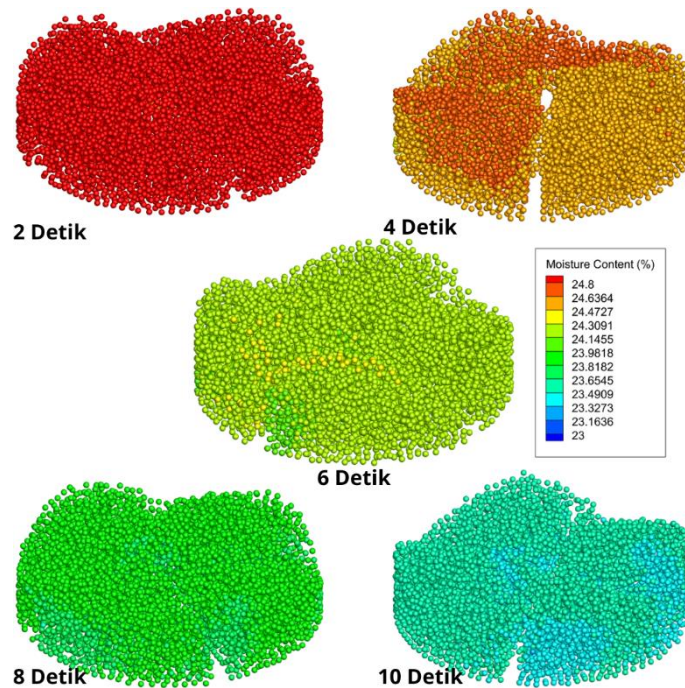 2 Detik
4 Detik
Moisture Content (%)
24.8
24.6364
24.4727
24.3091
24.1455
23.9818
23.8182
23.6545
23.4909
23.3273
23.1636
23
6 Detik
8 Detik
10 Detik